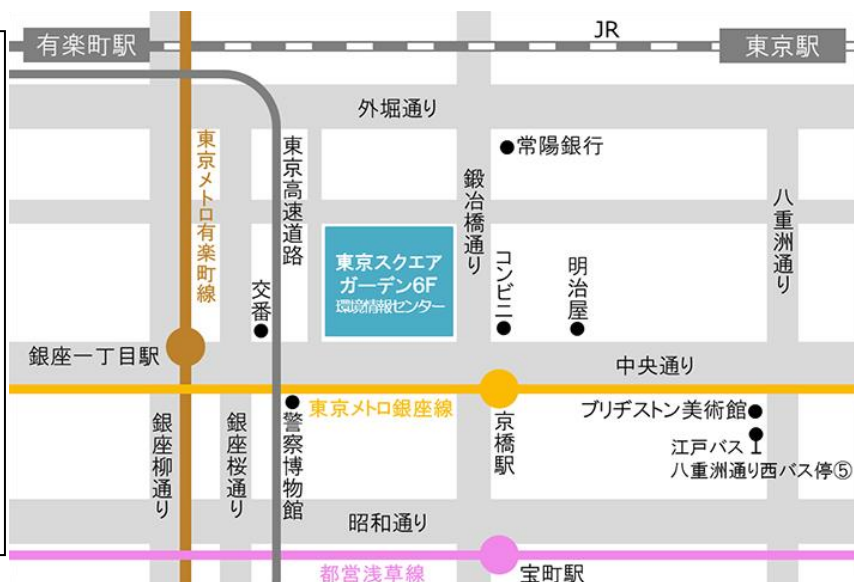 有楽町駅
JR
東京駅
外堀通り
東京メトロ有楽町線
東京高速道路
常陽銀行
鍛冶橋通り
八重洲通り
東京スクエア
ガーデン6F
環境情報センター
交番
コンビニ
明治屋
銀座一丁目駅
中央通り
東京メトロ銀座線
京橋駅
ブリヂストン美術館
江戸バス
八重洲通り西バス停⑤
銀座柳通り
銀座桜通り
警察博物館
昭和通り
都営浅草線
宝町駅